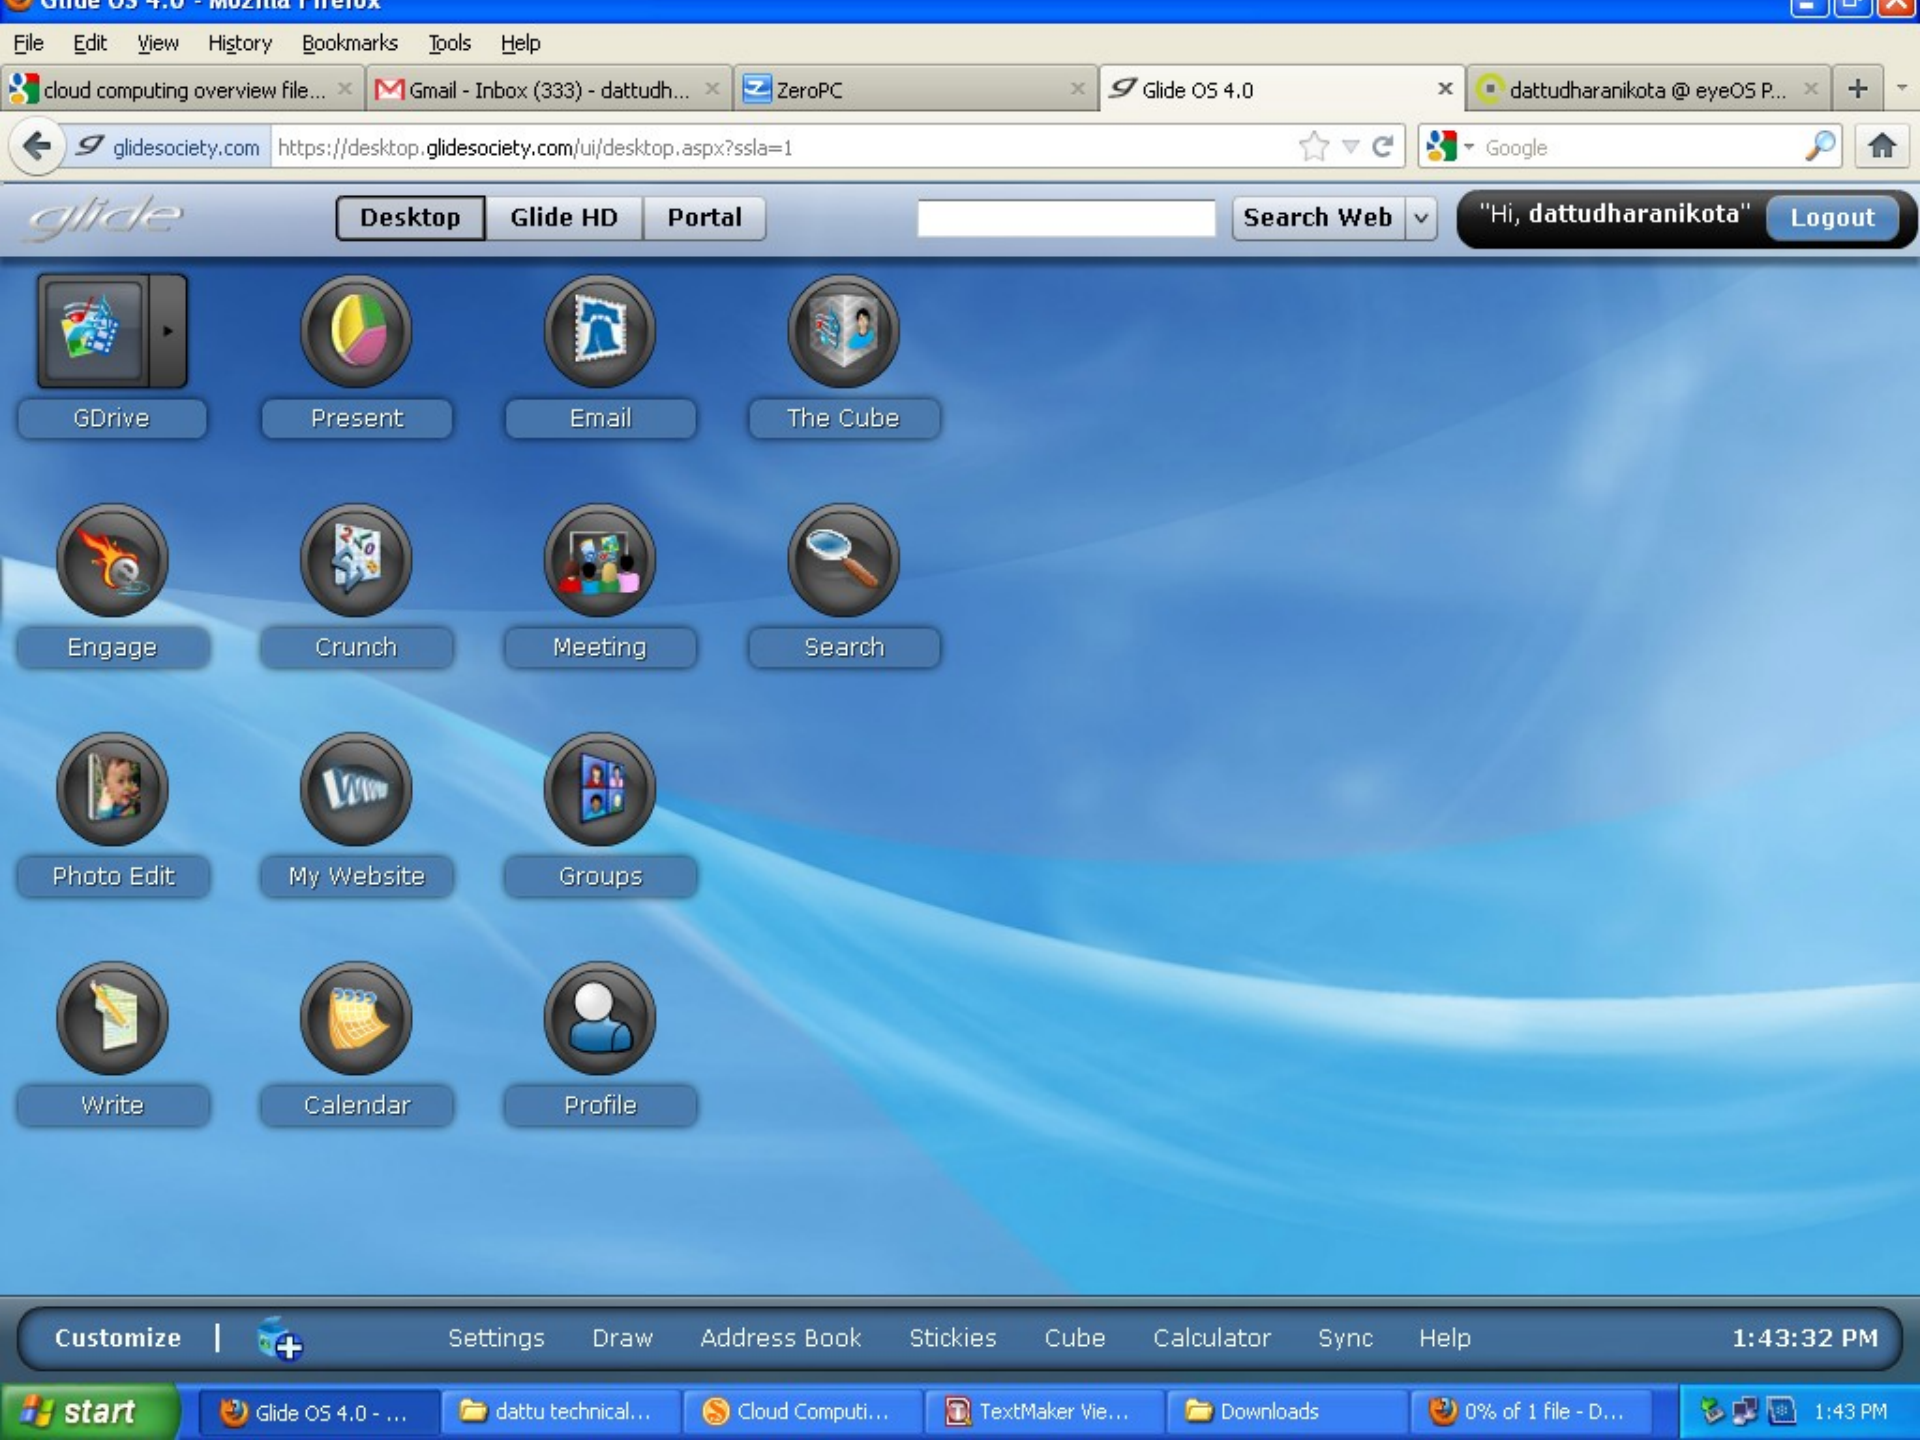 Glide OS 4.0 - Mozilla Firefox
File Edit View History Bookmarks Tools Help
cloud computing overview file... Gmail - Inbox (333) - dattudh... ZeroPC Glide OS 4.0 dattudharanikota @ eyeOS P...
glidesociety.com https://desktop.glidesociety.com/ui/desktop.aspx?ssla=1 Google
glide Desktop Glide HD Portal Search Web "Hi, dattudharanikota" Logout
GDrive Present Email The Cube
Engage Crunch Meeting Search
www
Photo Edit My Website Groups
Write Calendar Profile
Customize | Settings Draw Address Book Stickies Cube Calculator Sync Help 1:43:32 PM
start Glide OS 4.0 - ... dattu technical... Cloud Computi... TextMaker Vie... Downloads 0% of 1 file - D... 1:43 PM